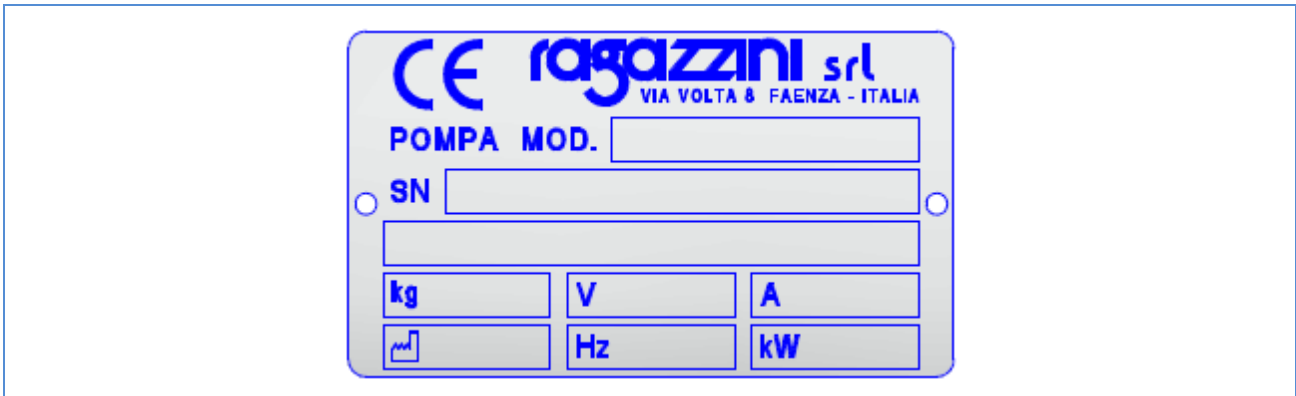 CE ragazzini srl
VIA VOLTA 8 FAENZA - ITALIA
POMPA MOD.
SN
kg V A
Hz kW